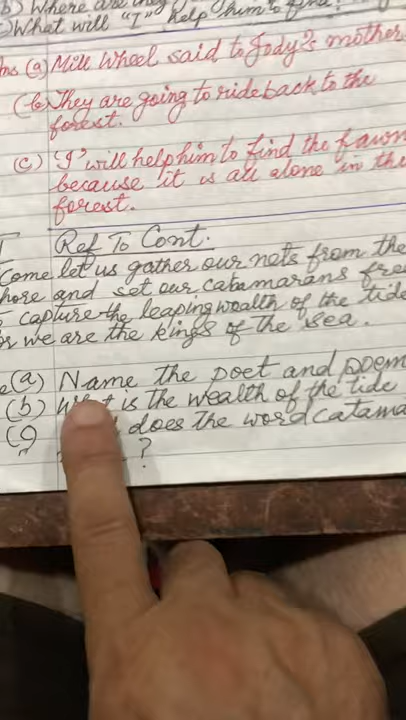 b) Where are they
What will "I" help him to find?
Ans (a) Mill Wheel said to Jody's mother
(b) They are going to ride back to the
forest.
(c) "I" will help him to find the fawn
because it is all alone in the
forest.
Ref To Cont.
Come let us gather our nets from the
hore and set our catamarans free
capture the leaping wealth of the tide
we are the kings of the sea.
(a) Name the poet and poem
(b) What is the wealth of the tide
(c) does the word catama
?